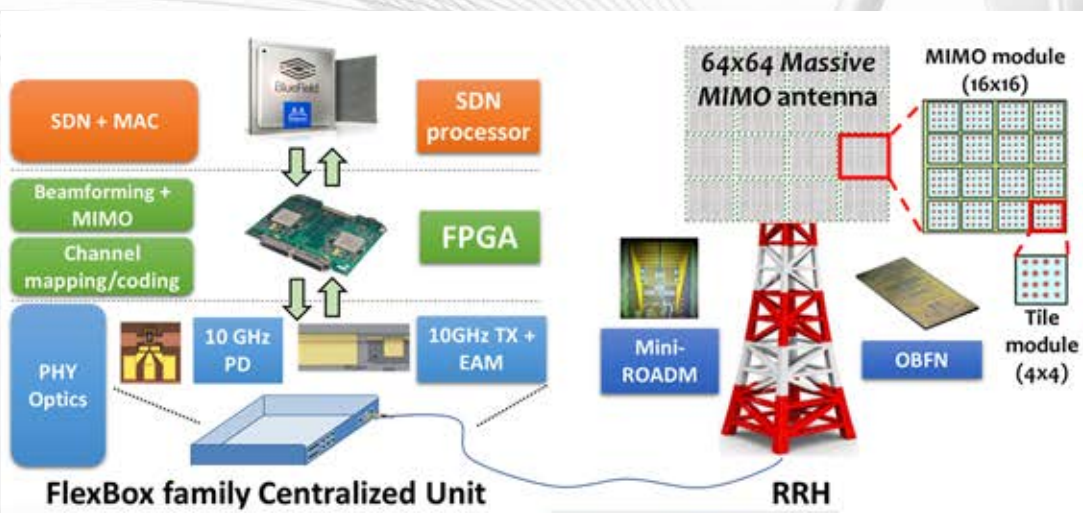 SDN + MAC
BlueField
SDN
processor
Beamforming +
MIMO
Channel
mapping/coding
FPGA
PHY
Optics
10 GHz
PD
10GHz TX +
EAM
FlexBox family Centralized Unit
64x64 Massive
MIMO antenna
MIMO module
(16x16)
Mini-
ROADM
OBFN
Tile
module
(4x4)
RRH